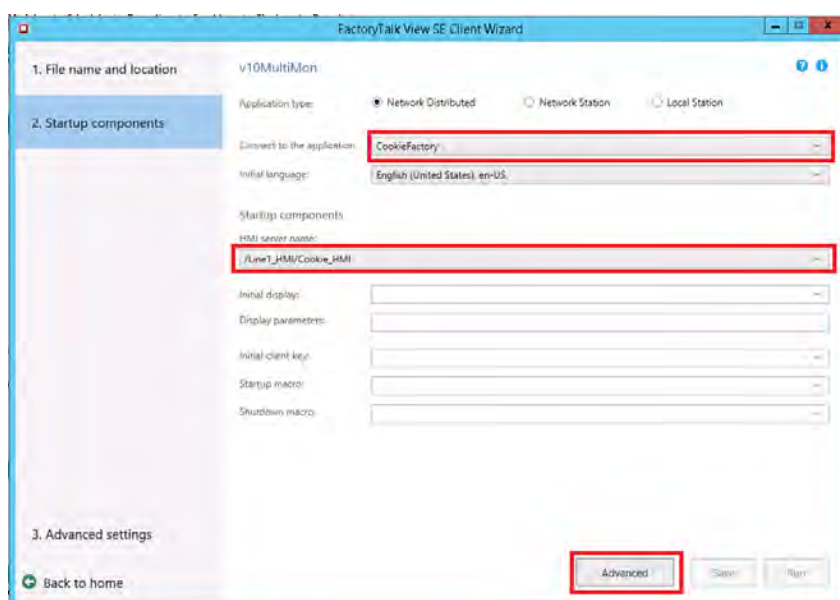 FactoryTalk View SE Client Wizard
1. File name and location
v10MultiMon
Application type:
Network Distributed
Network Station
Local Station
2. Startup components
Connect to the application:
CookieFactory
Initial language:
English (United States), en-US
Startup components
HMI server name:
/Line1_HMI/Cookie_HMI
Initial display:
Display parameters:
Initial client key:
Startup macro:
Shutdown macro:
3. Advanced settings
Advanced
Save
Run
Back to home